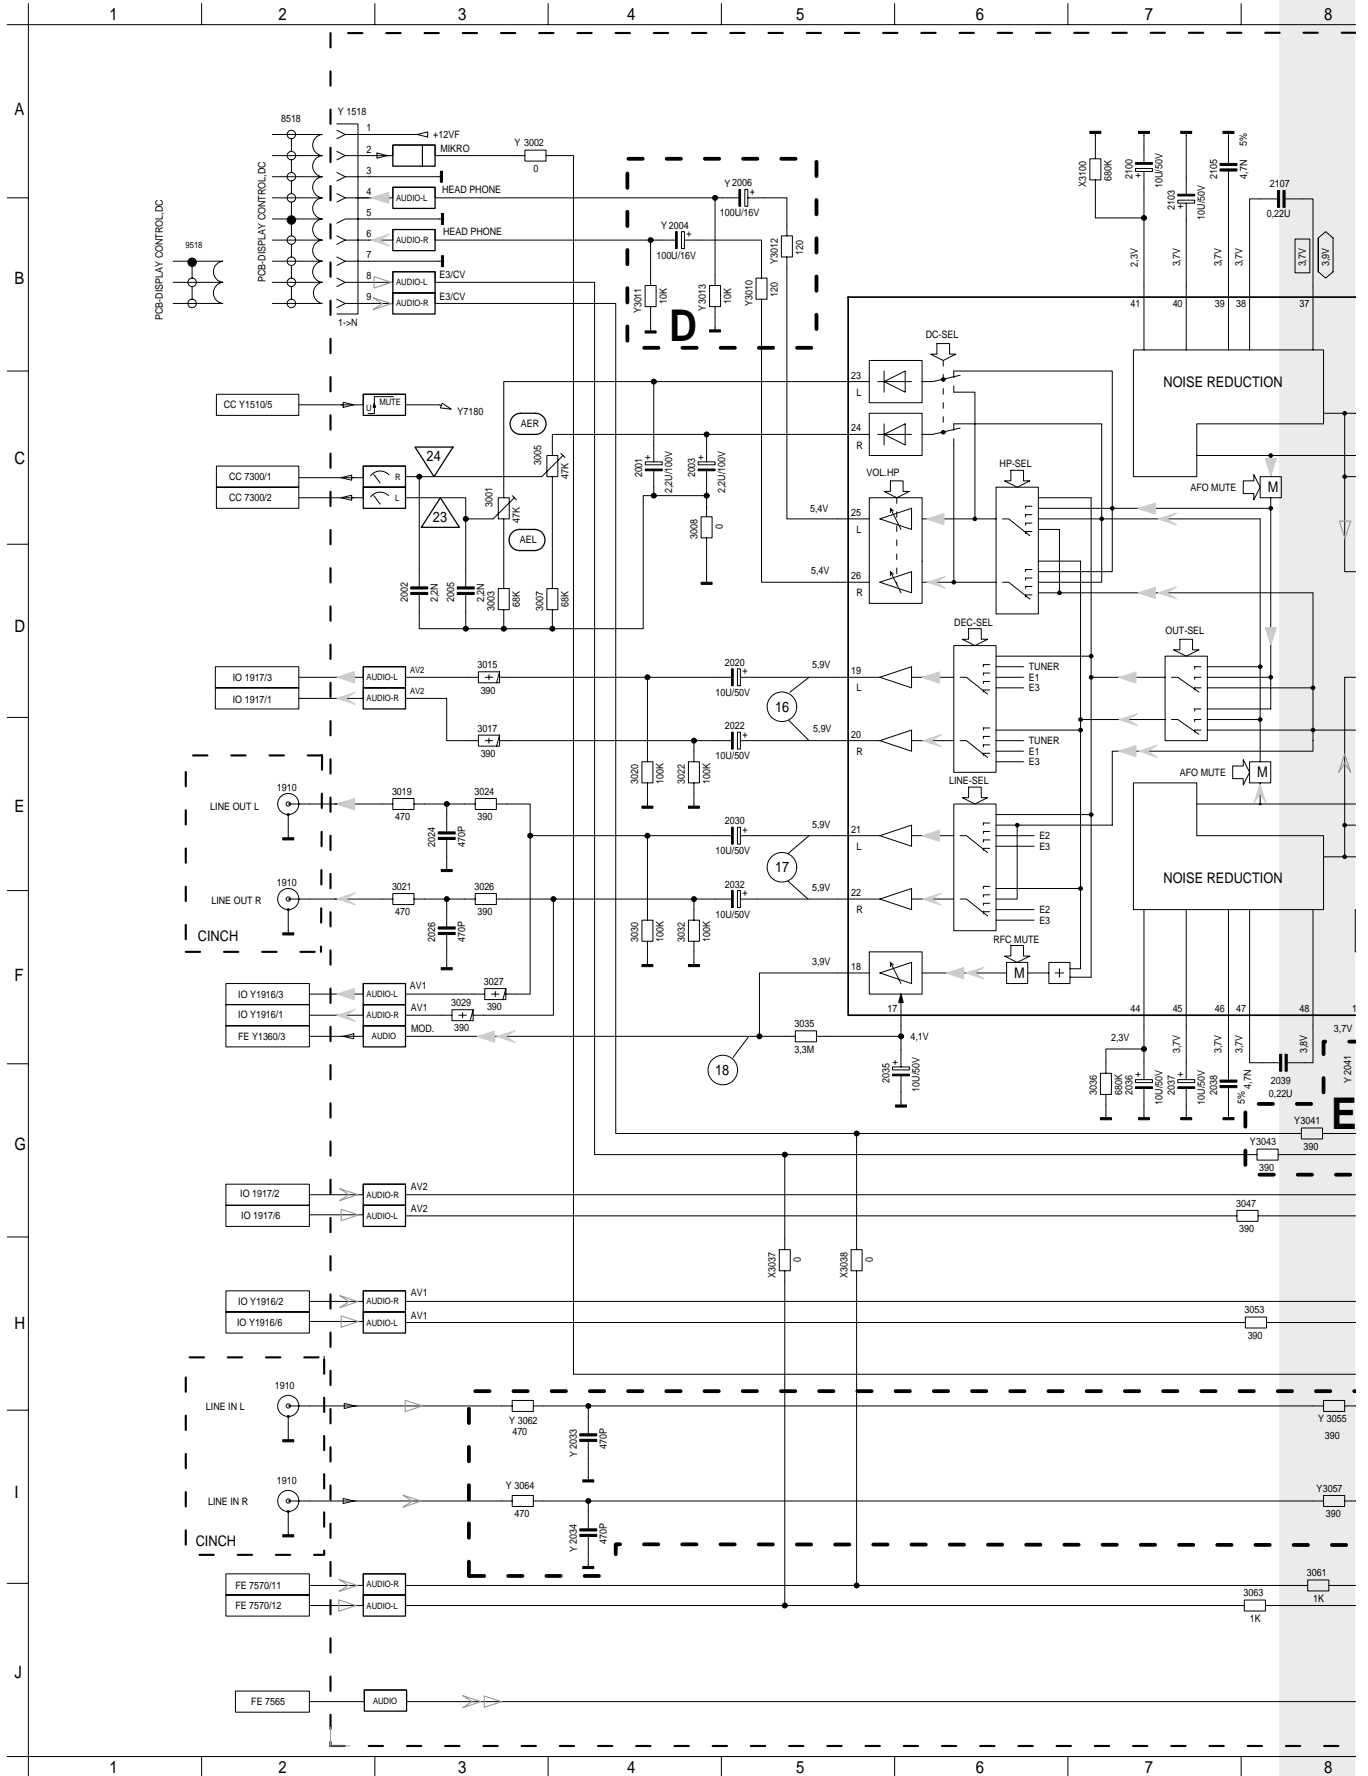 1 2 3 4 5 6 7 8
A
8518
Y 1518
1
+12VF
2
MIKRO
Y 3002
0
3
4
AUDIO-L
HEAD PHONE
5
6
AUDIO-R
HEAD PHONE
7
8
AUDIO-L
E3/CV
9
AUDIO-R
E3/CV
1->N
PCB-DISPLAY CONTROL,DC
9518
PCB-DISPLAY CONTROL,DC
Y 2006
100U/16V
Y 2004
100U/16V
Y3012
120
Y3010
120
Y3011
10K
Y3013
10K
D
X3100
680K
2100
10U/50V
2103
10U/50V
2105
4,7N
5%
2107
0,22U
B
2,3V
3,7V
3,7V
3,7V
3,7V
3,9V
41
40
39
38
37
DC-SEL
23
L
24
R
NOISE REDUCTION
CC Y1510/5
U
MUTE
Y7180
AER
C
24
3005
47K
2001
2,2U/100V
2003
2,2U/100V
CC 7300/1
R
CC 7300/2
L
23
3001
47K
AEL
3008
0
VOL.HP
HP-SEL
AFO MUTE
M
5,4V
25
L
5,4V
26
R
2002
2,2N
2005
2,2N
3003
68K
3007
68K
D
DEC-SEL
OUT-SEL
IO 1917/3
AUDIO-L
AV2
3015
390
2020
10U/50V
5,9V
19
L
TUNER
E1
E3
IO 1917/1
AUDIO-R
AV2
16
3017
390
2022
10U/50V
5,9V
20
R
TUNER
E1
E3
3020
100K
3022
100K
AFO MUTE
M
E
1910
LINE OUT L
3019
470
3024
390
2024
470P
2030
10U/50V
5,9V
21
L
LINE-SEL
E2
E3
17
NOISE REDUCTION
1910
LINE OUT R
3021
470
3026
390
2026
470P
2032
10U/50V
5,9V
22
R
E2
E3
3030
100K
3032
100K
CINCH
RFC MUTE
M
+
F
IO Y1916/3
AUDIO-L
AV1
3027
390
3,9V
18
IO Y1916/1
AUDIO-R
AV1
3029
390
17
44
45
46
47
48
1
FE Y1360/3
AUDIO
MOD.
3035
3,3M
4,1V
18
2035
10U/50V
2,3V
3,7V
3,7V
3,7V
3,8V
3,7V
3036
680K
2036
10U/50V
2037
10U/50V
2038
5%
4,7N
2039
0,22U
Y 2041
E
G
Y3041
390
Y3043
390
IO 1917/2
AUDIO-R
AV2
IO 1917/6
AUDIO-L
AV2
3047
390
X3037
0
X3038
0
IO Y1916/2
AUDIO-R
AV1
H
IO Y1916/6
AUDIO-L
AV1
3053
390
1910
LINE IN L
Y 3062
470
Y 2033
470P
Y 3055
390
I
1910
LINE IN R
Y 3064
470
Y 2034
470P
Y3057
390
CINCH
FE 7570/11
AUDIO-R
3061
1K
FE 7570/12
AUDIO-L
3063
1K
J
FE 7565
AUDIO
1 2 3 4 5 6 7 8